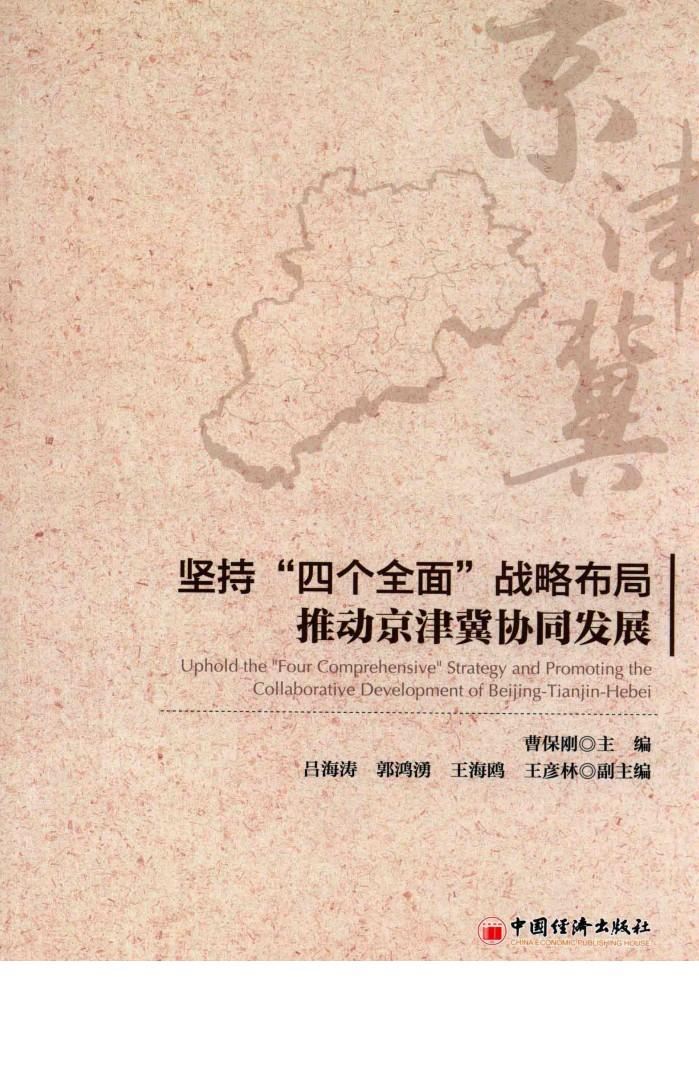 京津冀
坚持“四个全面”战略布局
推动京津冀协同发展
Uphold the "Four Comprehensive" Strategy and Promoting the
Collaborative Development of Beijing-Tianjin-Hebei
曹保刚◎主 编
吕海涛 郭鸿湧 王海鸥 王彦林◎副主编
中国经济出版社
CHINA ECONOMIC PUBLISHING HOUSE